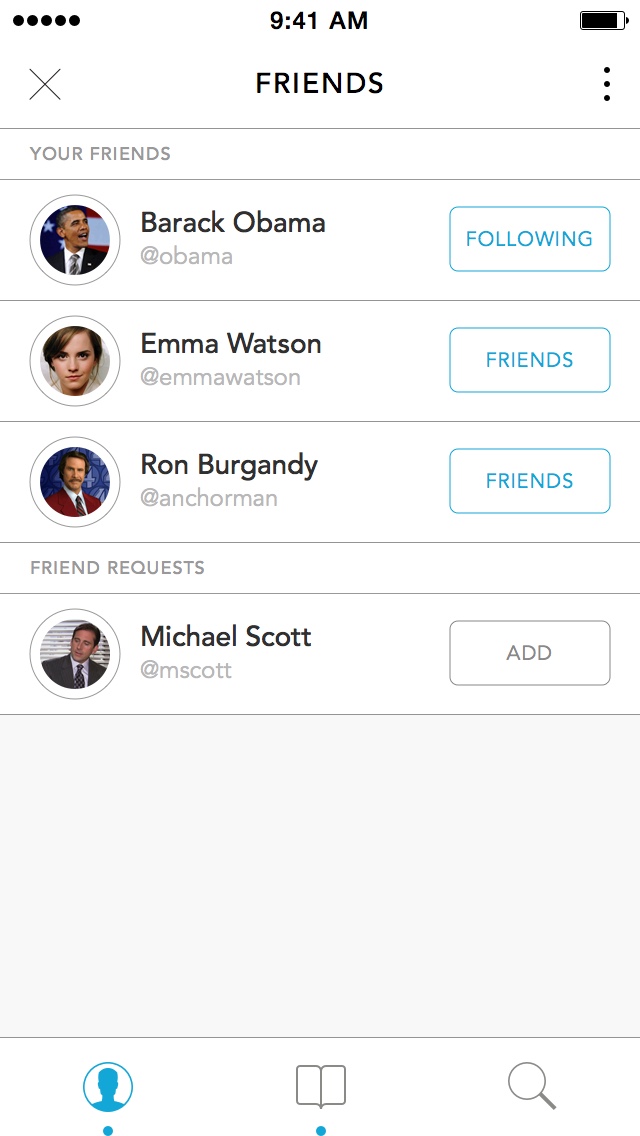 9:41 AM
FRIENDS
YOUR FRIENDS
Barack Obama
@obama
FOLLOWING
Emma Watson
@emmawatson
FRIENDS
Ron Burgandy
@anchorman
FRIENDS
FRIEND REQUESTS
Michael Scott
@mscott
ADD